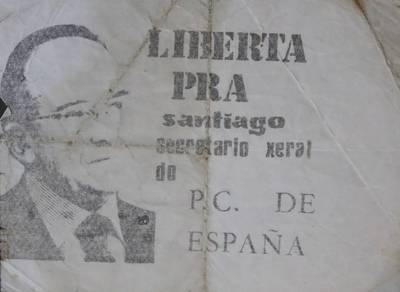 LIBERTA
PRA
santiago
secretario xeral
do
P.C. DE
ESPAÑA